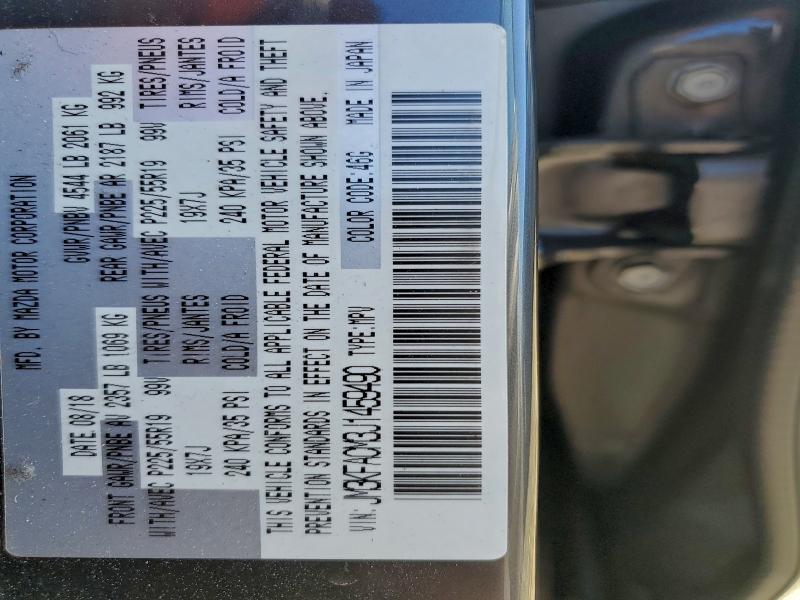 MFD. BY MAZDA MOTOR CORPORATION
DATE 08/18 GVWR/PNBV 4544 LB 2061 KG
FRONT GAWR/PNBE AV 2357 LB 1069 KG REAR GAWR/PNBE AR 2187 LB 992 KG
WITH/AVEC P225/55R19 99V TIRES/PNEUS WITH/AVEC P225/55R19 99V TIRES/PNEUS
19X7J RIMS/JANTES 19X7J RIMS/JANTES
240 KPA/35 PSI COLD/A FROID 240 KPA/35 PSI COLD/A FROID
THIS VEHICLE CONFORMS TO ALL APPLICABLE FEDERAL MOTOR VEHICLE SAFETY AND THEFT
PREVENTION STANDARDS IN EFFECT ON THE DATE OF MANUFACTURE SHOWN ABOVE.
VIN: JM3KFACM3J1459490 TYPE:MPV COLOR CODE:46G MADE IN JAPAN